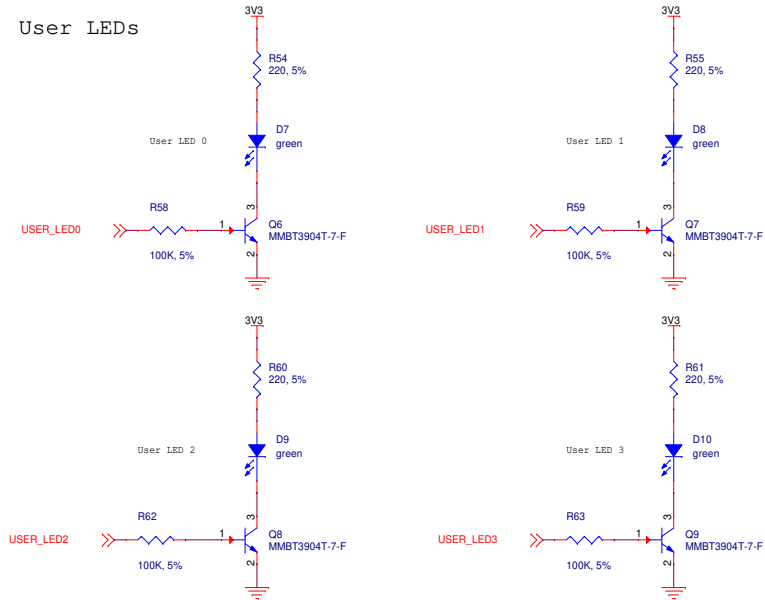 User LEDs
3V3
R54
220, 5%
D7
green
User LED 0
R58
100K, 5%
USER_LED0
1
3
2
Q6
MMBT3904T-7-F
3V3
R55
220, 5%
D8
green
User LED 1
R59
100K, 5%
USER_LED1
1
3
2
Q7
MMBT3904T-7-F
3V3
R60
220, 5%
D9
green
User LED 2
R62
100K, 5%
USER_LED2
1
3
2
Q8
MMBT3904T-7-F
3V3
R61
220, 5%
D10
green
User LED 3
R63
100K, 5%
USER_LED3
1
3
2
Q9
MMBT3904T-7-F